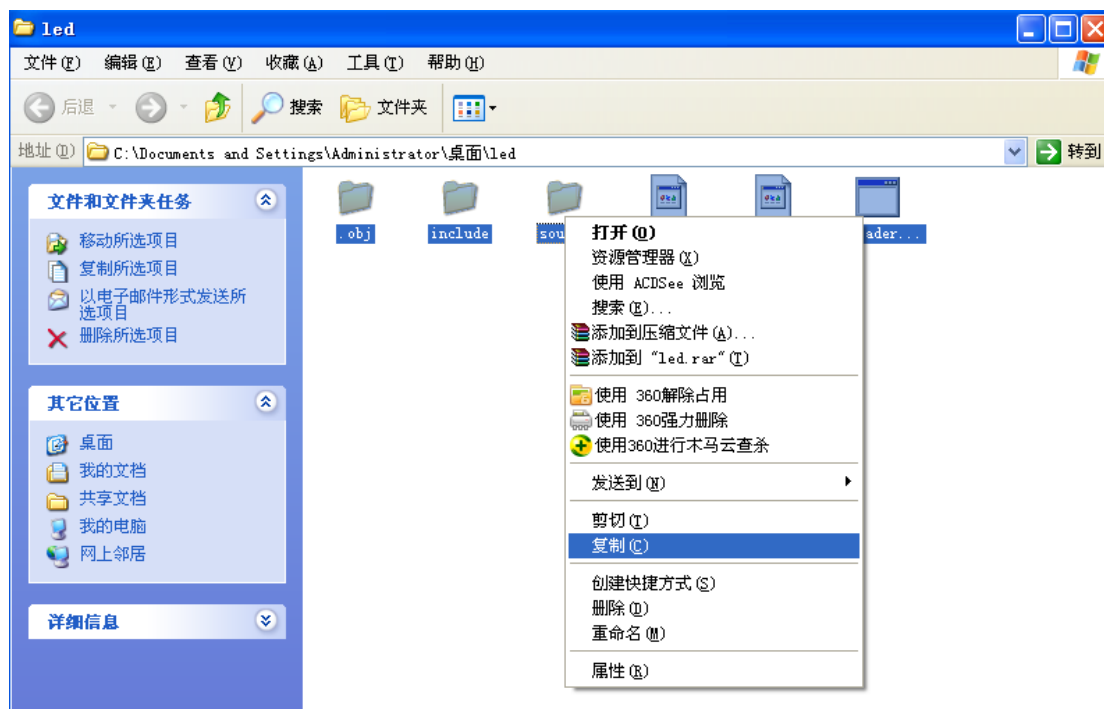 led
文件(F) 编辑(E) 查看(V) 收藏(A) 工具(T) 帮助(H)
后退 搜索 文件夹
地址(D) C:\Documents and Settings\Administrator\桌面\led 转到
文件和文件夹任务
移动所选项目
复制所选项目
以电子邮件形式发送所
选项目
删除所选项目
其它位置
桌面
我的文档
共享文档
我的电脑
网上邻居
详细信息
.obj
include
sou
ader...
打开(O)
资源管理器(X)
使用 ACDSee 浏览
搜索(E)...
添加到压缩文件(A)...
添加到 "led.rar"(T)
使用 360解除占用
使用 360强力删除
使用360进行木马云查杀
发送到(N)
剪切(T)
复制(C)
创建快捷方式(S)
删除(D)
重命名(M)
属性(R)